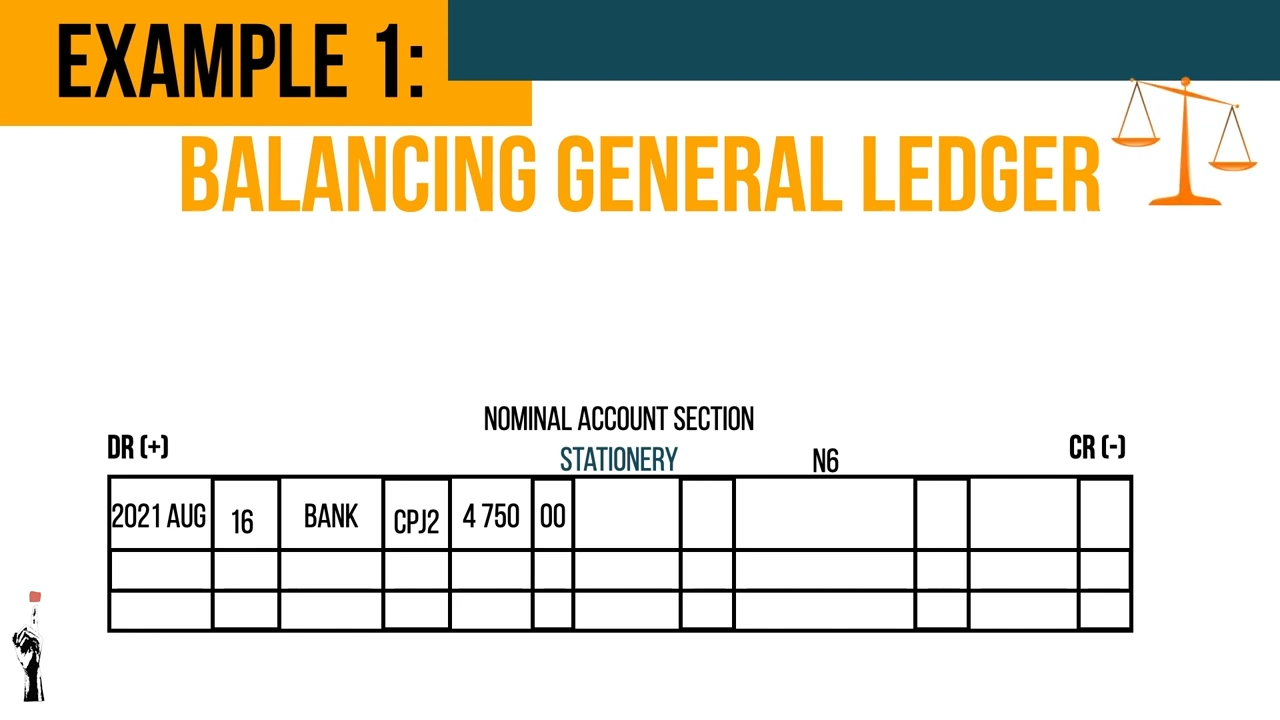 EXAMPLE 1:
BALANCING GENERAL LEDGER
NOMINAL ACCOUNT SECTION
DR (+)
CR (-)
STATIONERY N6
2021 AUG 16 BANK CPJ2 4 750 00